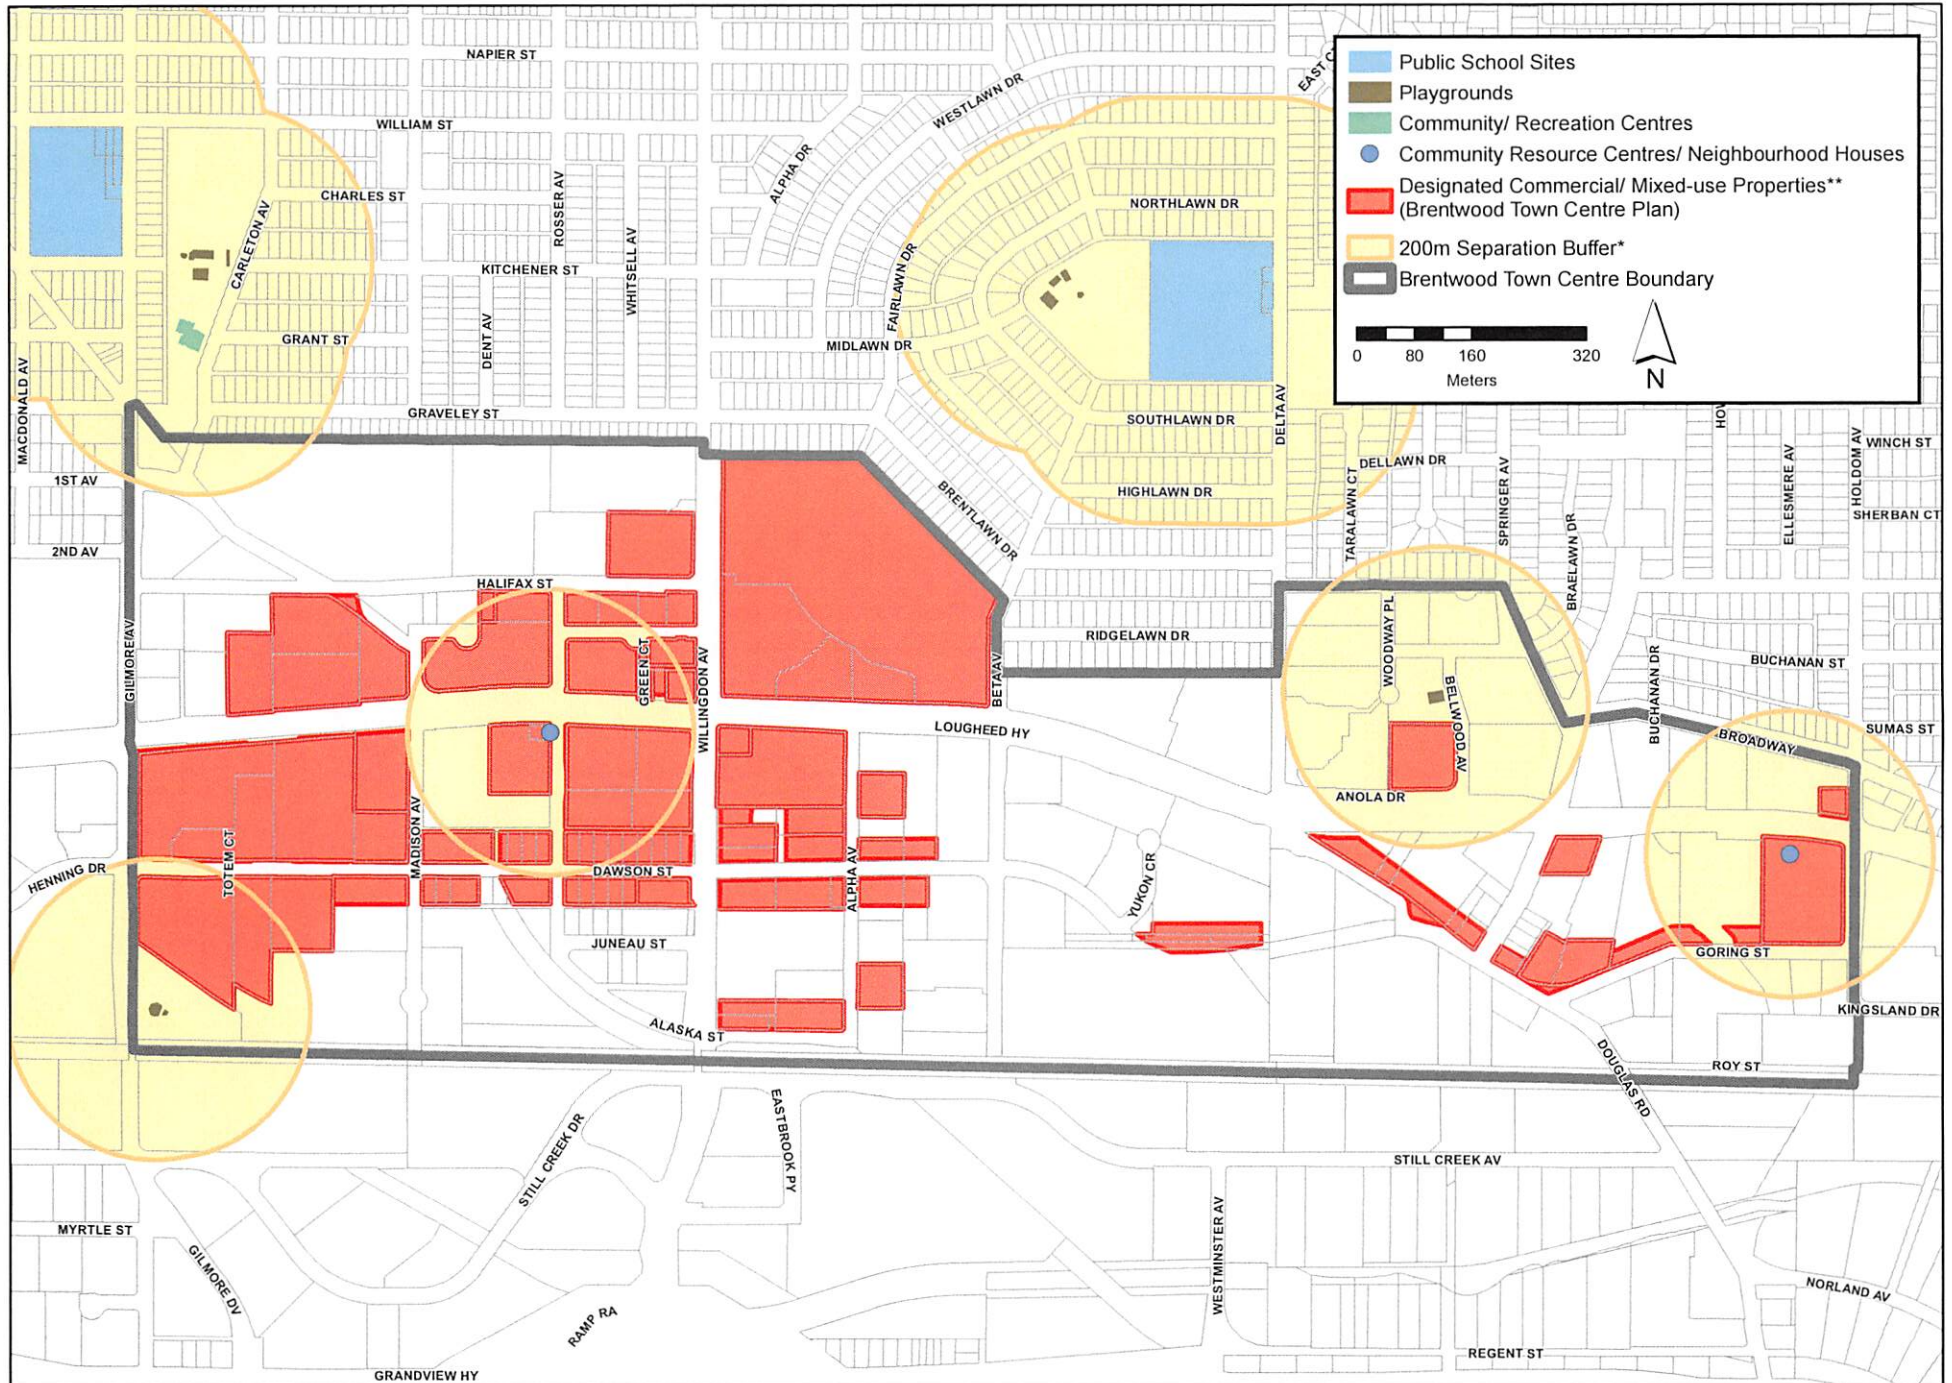 NAPIER ST
WESTLAWN DR
EAST C
WILLIAM ST
ALPHA DR
CHARLES ST
ROSSER AV
NORTHLAWN DR
CARLETON AV
WHITSELL AV
KITCHENER ST
FAIRLAWN DR
DENT AV
GRANT ST
MIDLAWN DR
MACDONALD AV
GRAVELEY ST
SOUTHLAWN DR
DELTA AV
Public School Sites
Playgrounds
Community/ Recreation Centres
Community Resource Centres/ Neighbourhood Houses
Designated Commercial/ Mixed-use Properties**
(Brentwood Town Centre Plan)
200m Separation Buffer*
Brentwood Town Centre Boundary
0 80 160 320
Meters
N
HOV
WINCH ST
HOLDOM AV
ELLESMERE AV
DELLAWN DR
SPRINGER AV
TARALAWN CT
1ST AV
HIGHLAWN DR
BRENTLAWN DR
SHERBAN CT
BRAELAWN DR
2ND AV
HALIFAX ST
GILMORE AV
GREEN CT
WILLINGDON AV
BETA AV
RIDGELAWN DR
WOODWAY PL
BUCHANAN ST
BUCHANAN DR
BELLWOOD AV
LOUGHEED HY
BROADWAY
SUMAS ST
ANOLA DR
MADISON AV
TOTEM CT
HENNING DR
DAWSON ST
ALPHA AV
YUKON CR
JUNEAU ST
GORING ST
KINGSLAND DR
ALASKA ST
ROY ST
DOUGLAS RD
STILL CREEK DR
EASTBROOK PY
STILL CREEK AV
MYRTLE ST
GILMORE DV
WESTMINSTER AV
NORLAND AV
RAMP RA
REGENT ST
GRANDVIEW HY